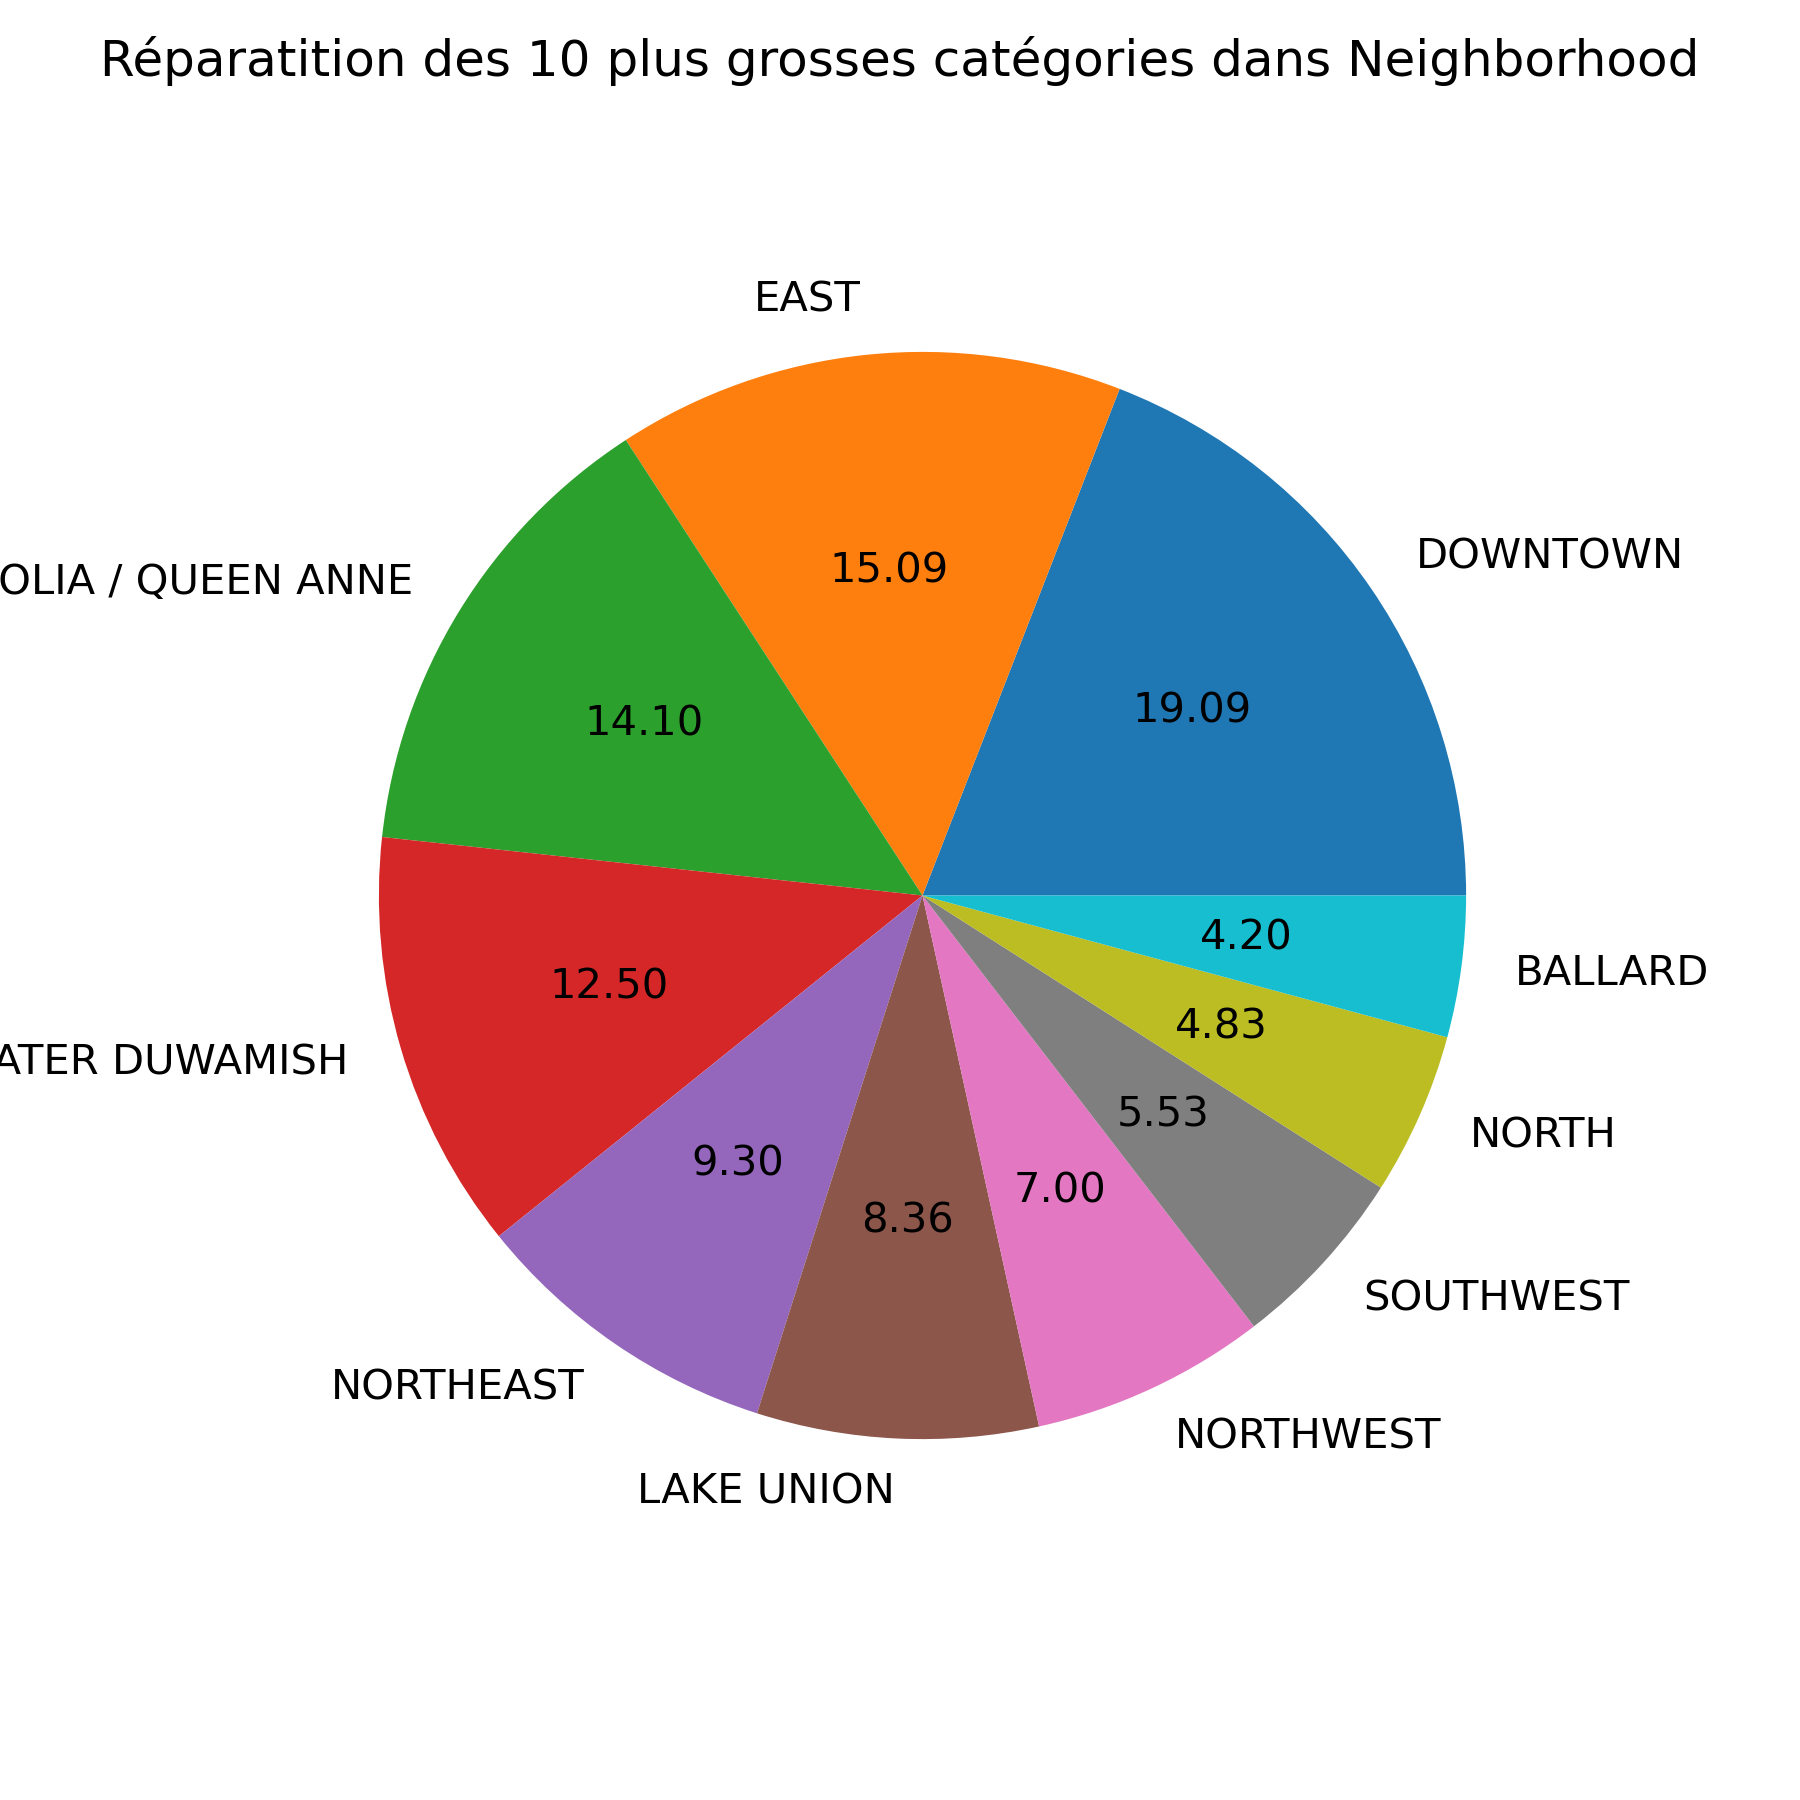 Réparatition des 10 plus grosses catégories dans Neighborhood
EAST
DOWNTOWN
OLIA / QUEEN ANNE
15.09
19.09
14.10
4.20
BALLARD
12.50
4.83
ATER DUWAMISH
NORTH
5.53
9.30
7.00
8.36
SOUTHWEST
NORTHEAST
NORTHWEST
LAKE UNION